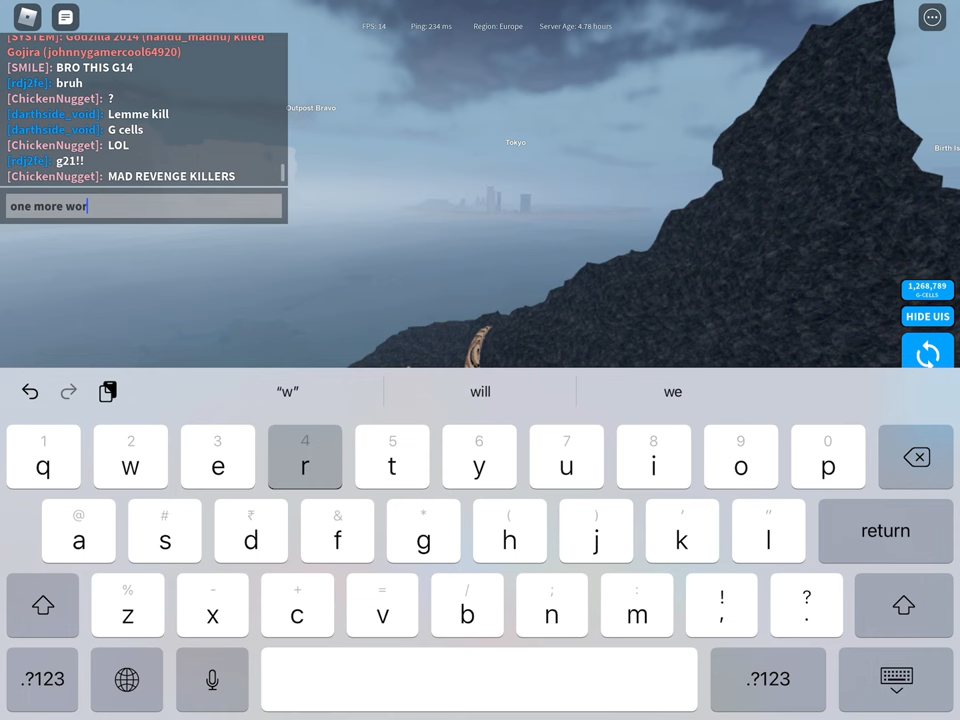 FPS: 14 Ping: 234 ms Region: Europe Server Age: 4.78 hours
[SYSTEM]: Godzilla 2014 (nandu_madhu) killed
Gojira (johnnygamercool64920)
[SMILE]: BRO THIS G14
[rdj2fe]: bruh
[ChickenNugget]: ?
[darthside_void]: Lemme kill
[darthside_void]: G cells
[ChickenNugget]: LOL
[rdj2fe]: g21!!
[ChickenNugget]: MAD REVENGE KILLERS
one more wor
Outpost Bravo
Tokyo
Birth Is
1,268,789
G-CELLS
HIDE UIS
“w” will we
1 2 3 4 5 6 7 8 9 0
q w e r t y u i o p
@ # ₹ & * ( ) ' "
a s d f g h j k l return
% - + = / ; : ! ?
z x c v b n m , .
.?123 .?123